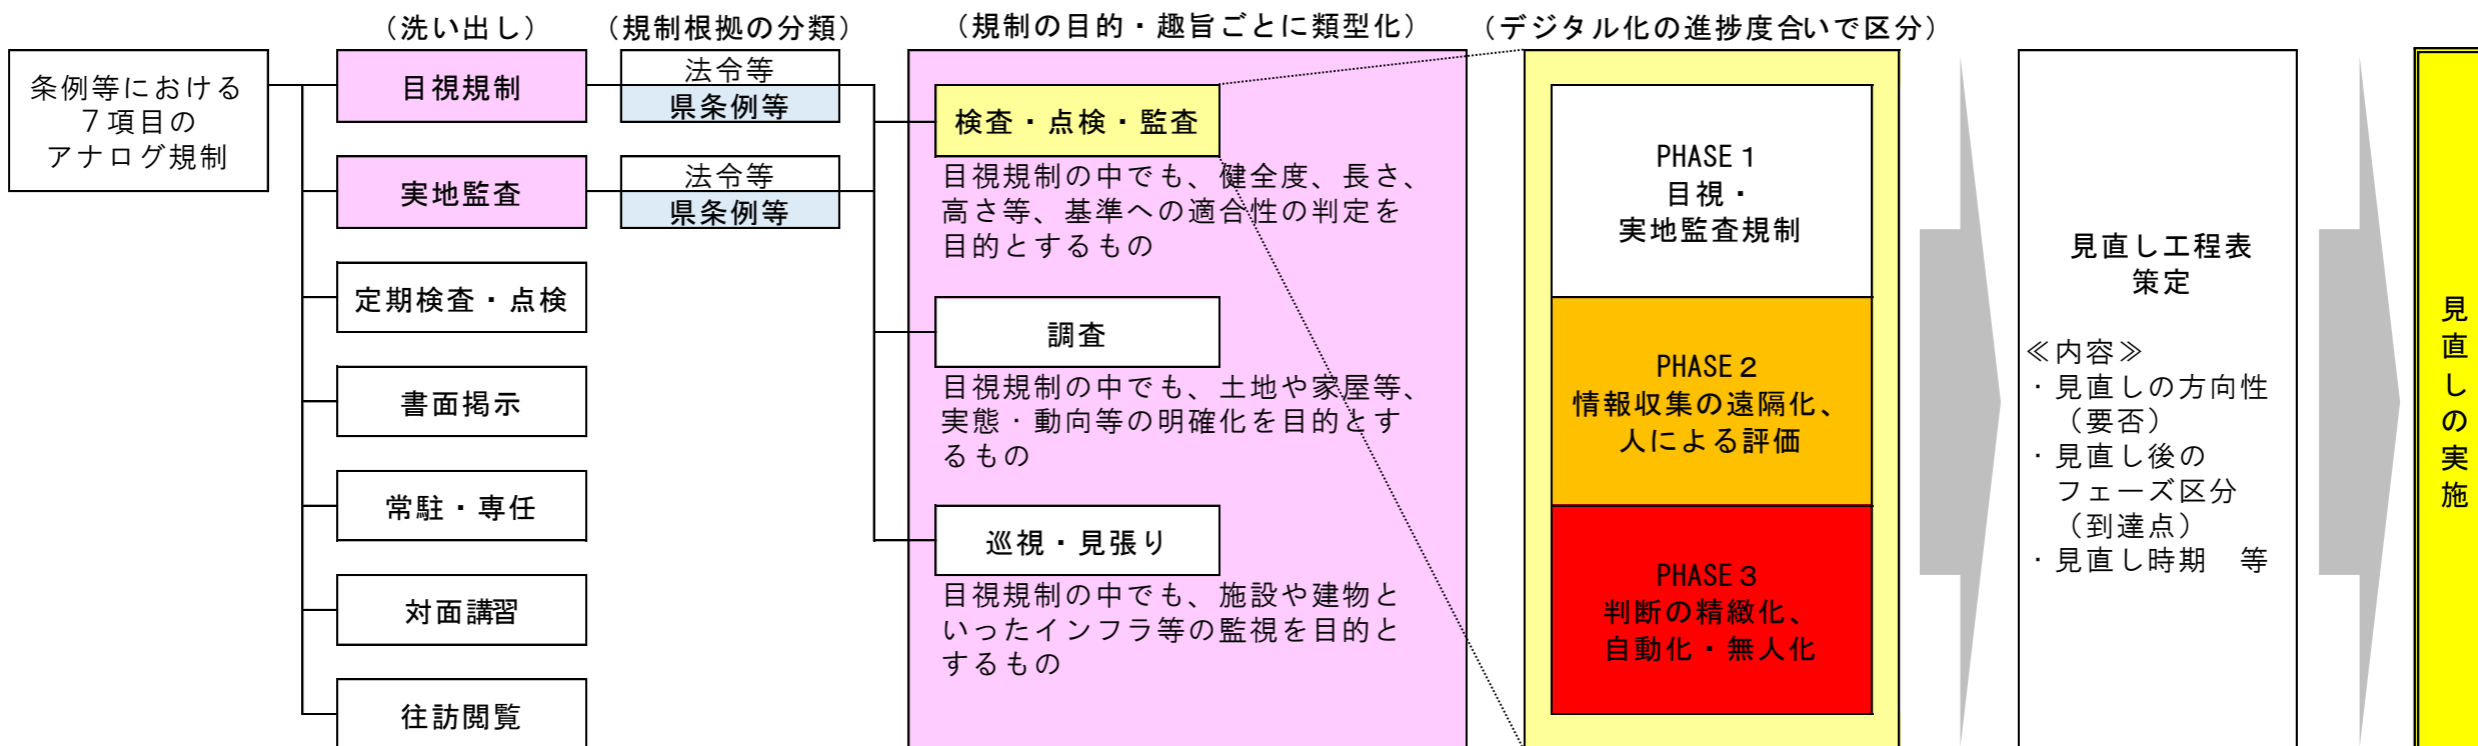 （洗い出し）
（規制根拠の分類）
（規制の目的・趣旨ごとに類型化）
（デジタル化の進捗度合いで区分）
条例等における
７項目の
アナログ規制
目視規制
実地監査
定期検査・点検
書面掲示
常駐・専任
対面講習
往訪閲覧
法令等
県条例等
法令等
県条例等
検査・点検・監査
目視規制の中でも、健全度、長さ、
高さ等、基準への適合性の判定を
目的とするもの
調査
目視規制の中でも、土地や家屋等、
実態・動向等の明確化を目的とす
るもの
巡視・見張り
目視規制の中でも、施設や建物と
いったインフラ等の監視を目的と
するもの
PHASE１
目視・
実地監査規制
PHASE２
情報収集の遠隔化、
人による評価
PHASE３
判断の精緻化、
自動化・無人化
見直し工程表
策定
≪内容≫
・見直しの方向性
（要否）
・見直し後の
フェーズ区分
（到達点）
・見直し時期　等
見直しの実施